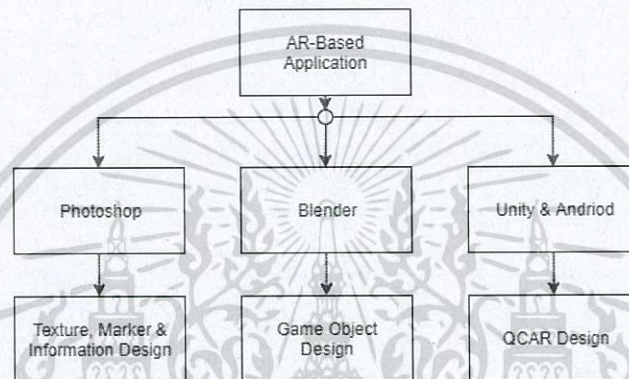 AR-Based
Application
Photoshop
Blender
Unity & Andriod
Texture, Marker &
Information Design
Game Object
Design
QCAR Design